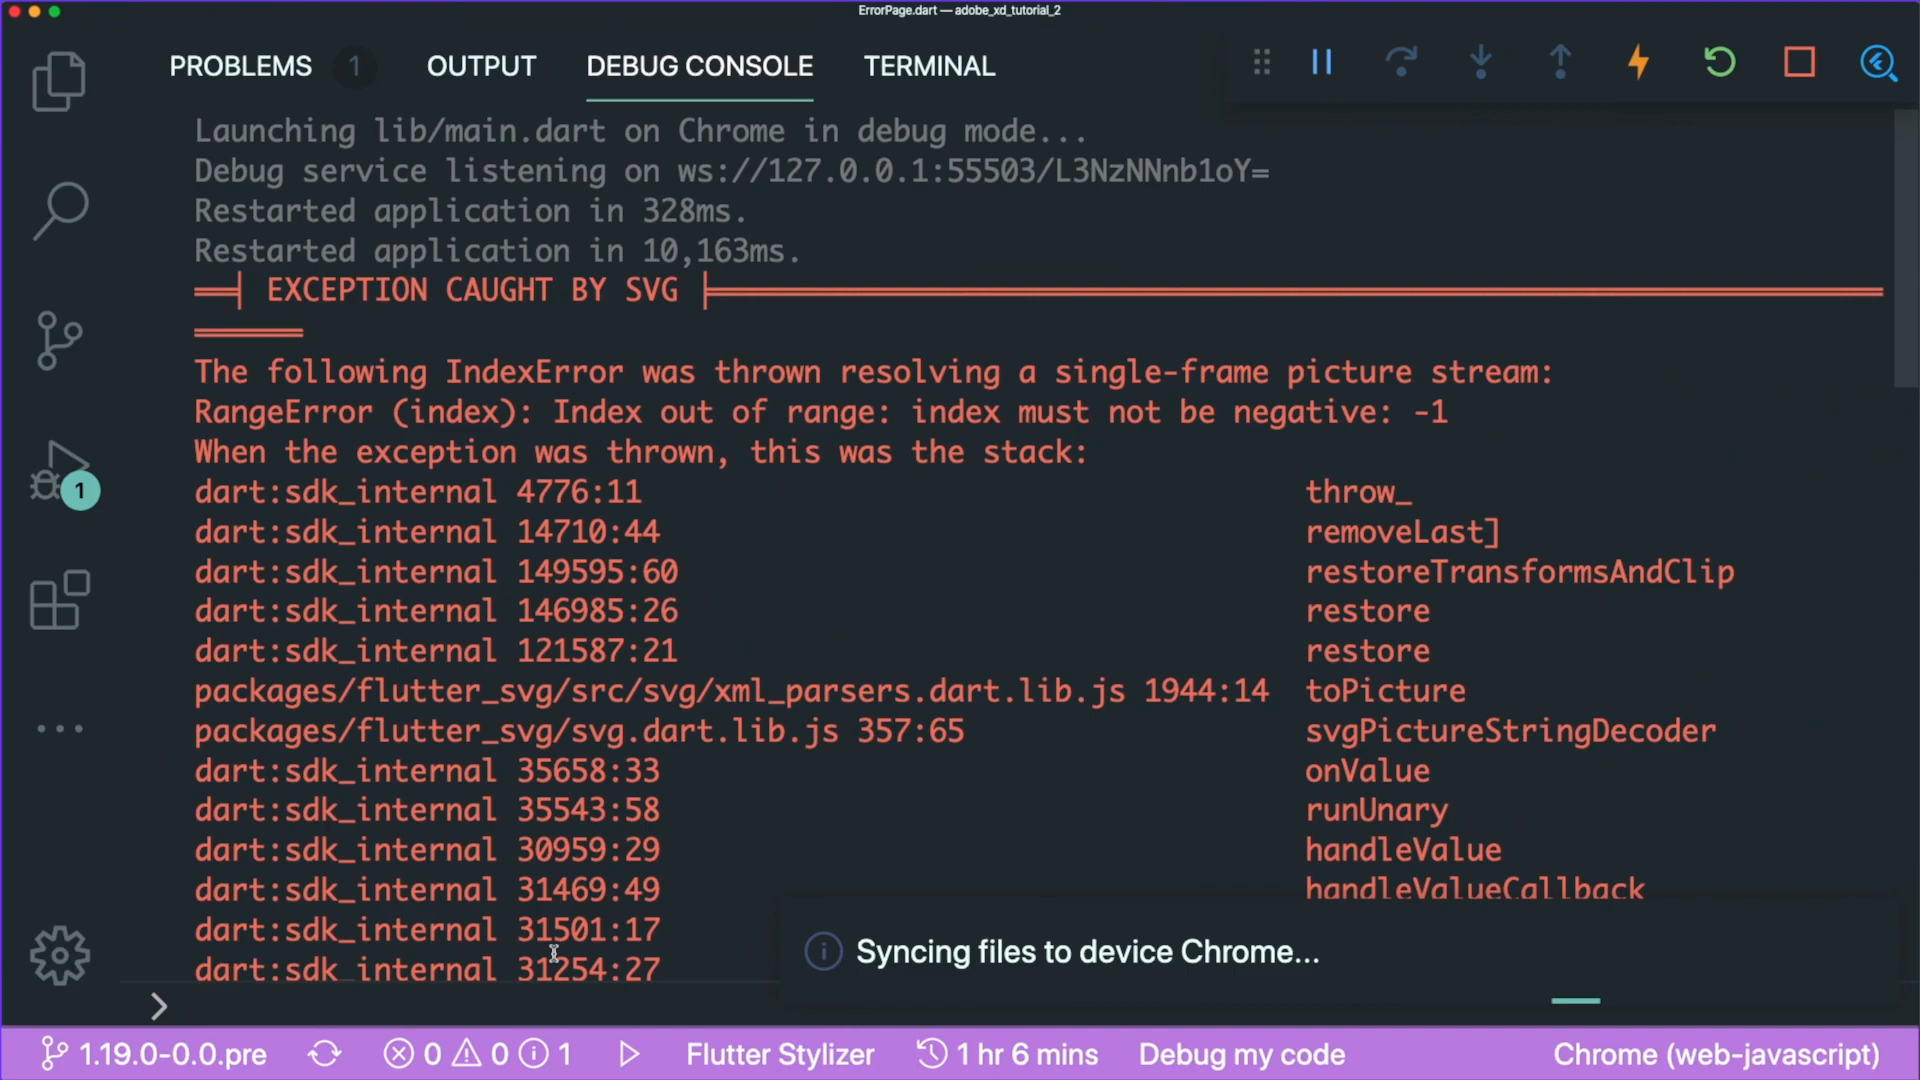 ErrorPage.dart — adobe_xd_tutorial_2
PROBLEMS 1 OUTPUT DEBUG CONSOLE TERMINAL
Launching lib/main.dart on Chrome in debug mode...
Debug service listening on ws://127.0.0.1:55503/L3NzNNnb1oY=
Restarted application in 328ms.
Restarted application in 10,163ms.
══╡ EXCEPTION CAUGHT BY SVG ╞══════════════════════════════════════════════════════════════════
══════
The following IndexError was thrown resolving a single-frame picture stream:
RangeError (index): Index out of range: index must not be negative: -1
When the exception was thrown, this was the stack:
dart:sdk_internal 4776:11 throw_
dart:sdk_internal 14710:44 removeLast]
dart:sdk_internal 149595:60 restoreTransformsAndClip
dart:sdk_internal 146985:26 restore
dart:sdk_internal 121587:21 restore
packages/flutter_svg/src/svg/xml_parsers.dart.lib.js 1944:14 toPicture
packages/flutter_svg/svg.dart.lib.js 357:65 svgPictureStringDecoder
dart:sdk_internal 35658:33 onValue
dart:sdk_internal 35543:58 runUnary
dart:sdk_internal 30959:29 handleValue
dart:sdk_internal 31469:49 handleValueCallback
dart:sdk_internal 31501:17
dart:sdk_internal 31254:27
1
Syncing files to device Chrome...
1.19.0-0.0.pre 0 0 1 Flutter Stylizer 1 hr 6 mins Debug my code Chrome (web-javascript)